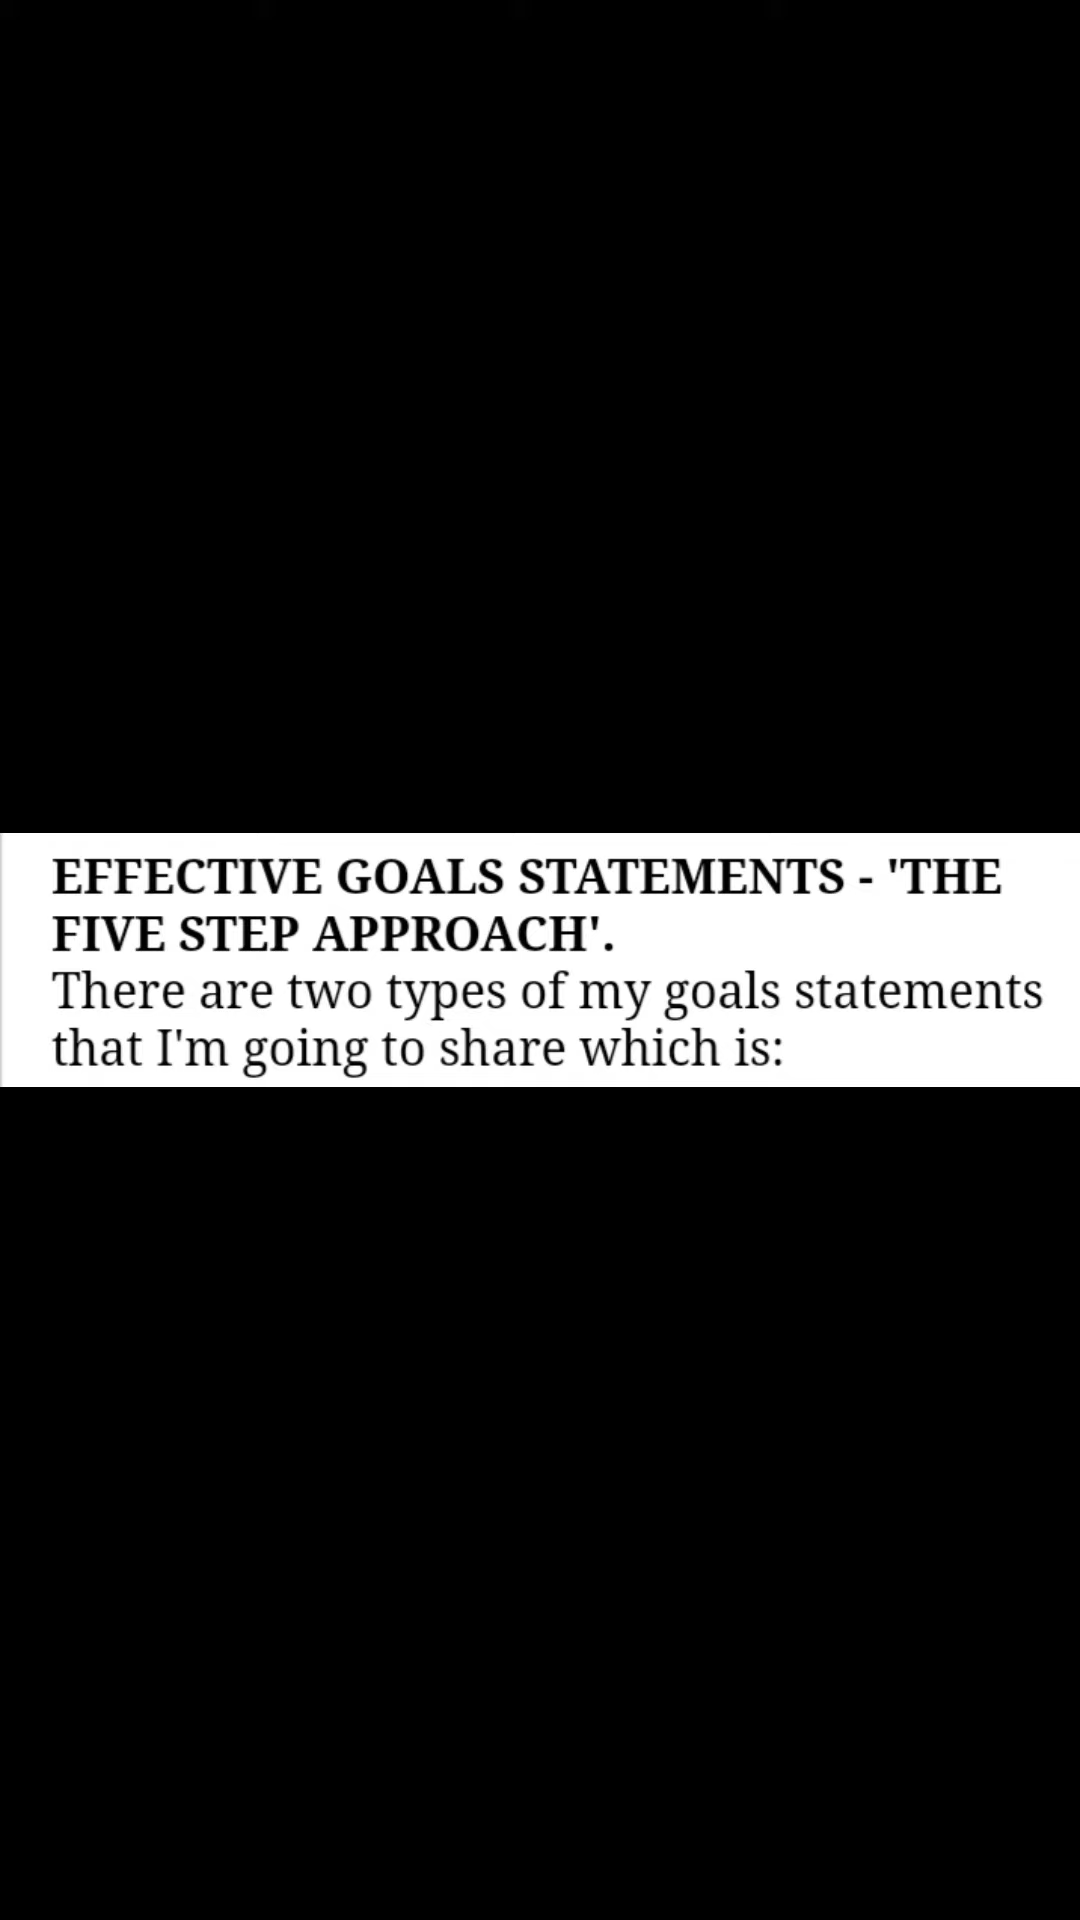 EFFECTIVE GOALS STATEMENTS - 'THE
FIVE STEP APPROACH'.
There are two types of my goals statements
that I'm going to share which is: